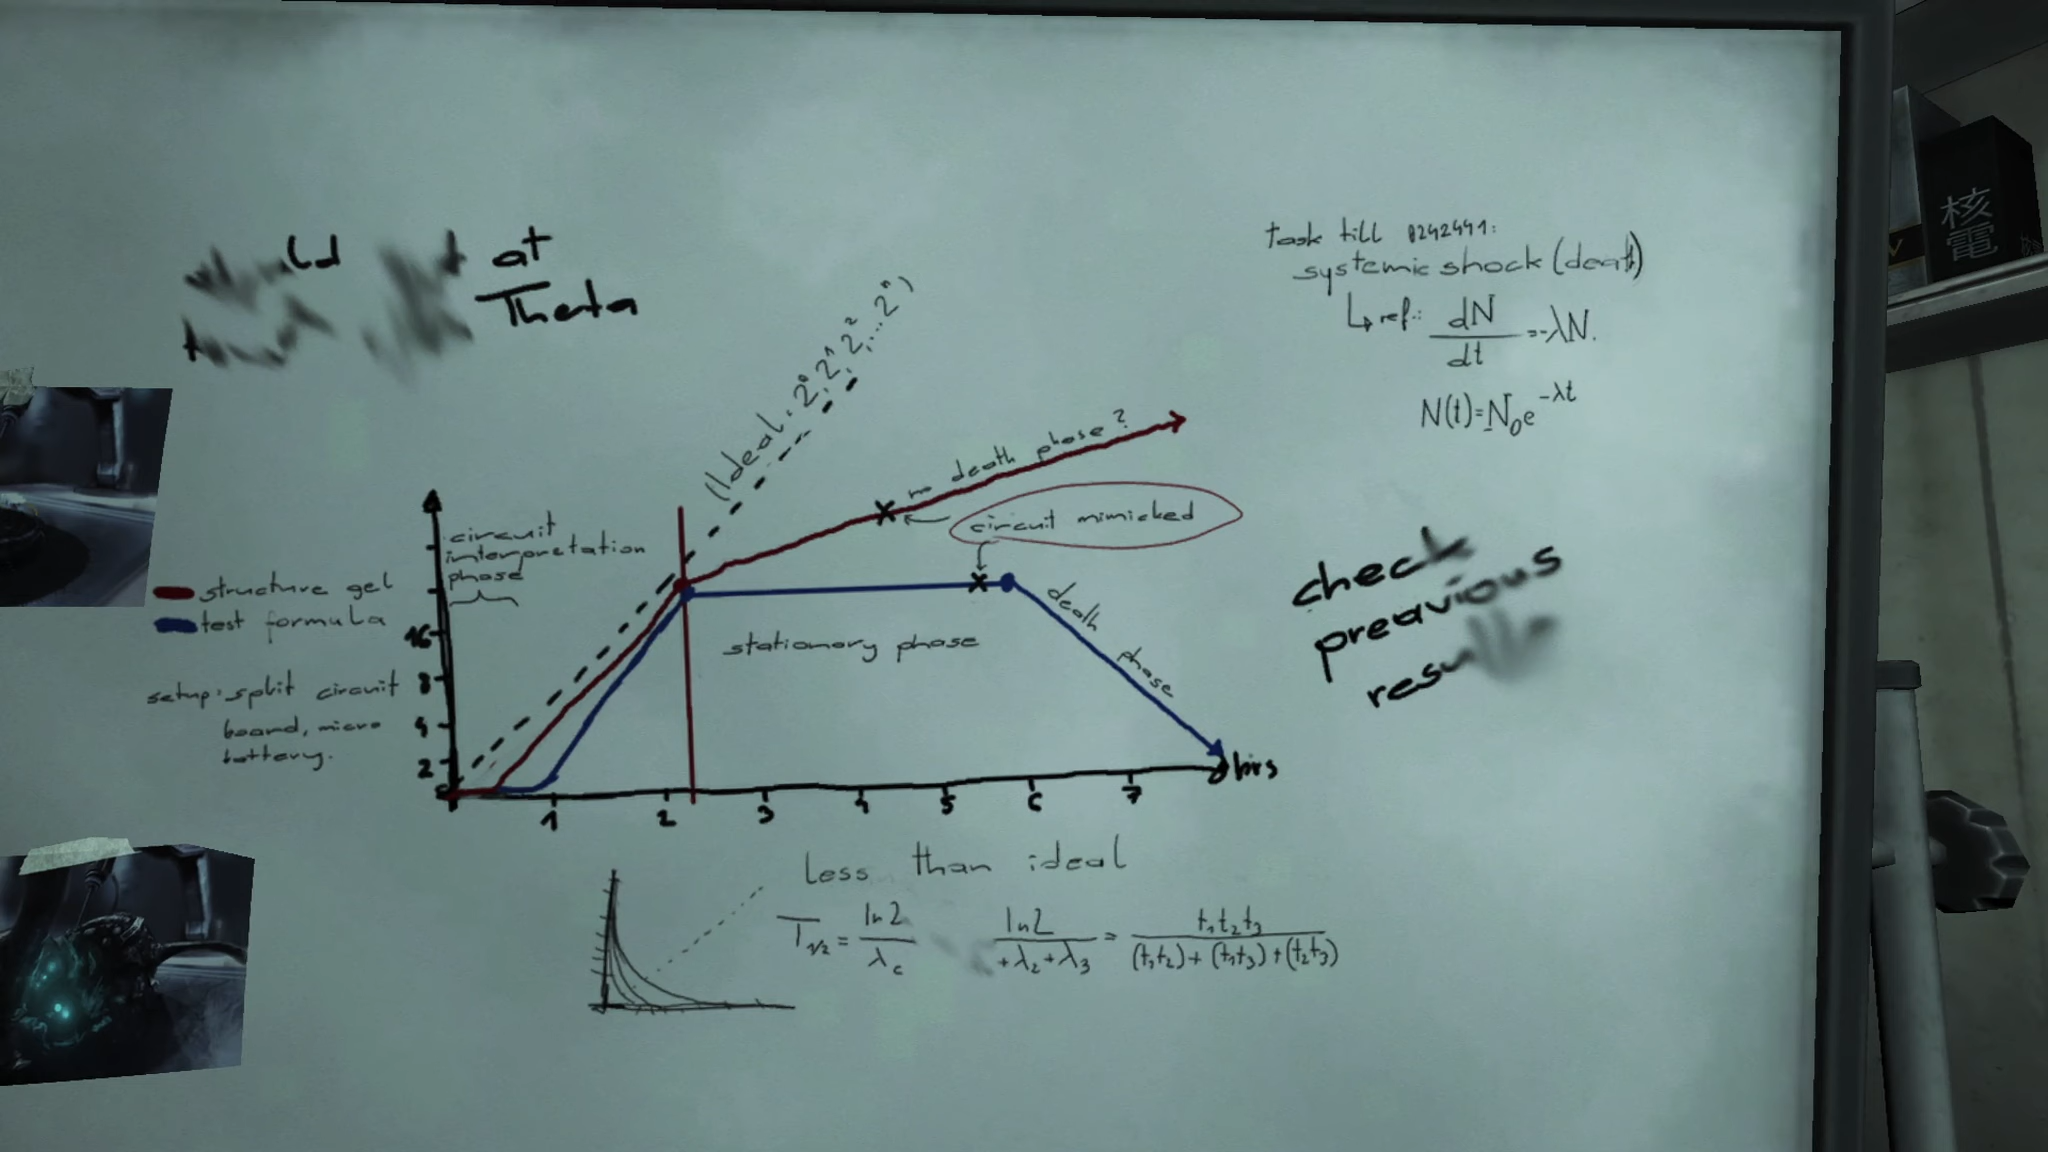 at
Theta
(Ideal: 2⁰, 2¹, 2², ... 2ⁿ)
task till 0242441:
systemic shock (death)
↳ ref.: dN/dt = -λN.
N(t)=N₀e^-λt
no death phase?
circuit mimicked
circuit
interpretation
phase
structure gel
test formula
16
8
4
2
setup: split circuit
board, micro
battery.
stationary phase
death phase
check
preavious
1 2 3 4 5 6 7
hrs
less than ideal
T₁/₂ = ln2/λc
ln2/+λ₂+λ₃ = t₁t₂t₃/(t₁t₂)+(t₁t₃)+(t₂t₃)
核
電